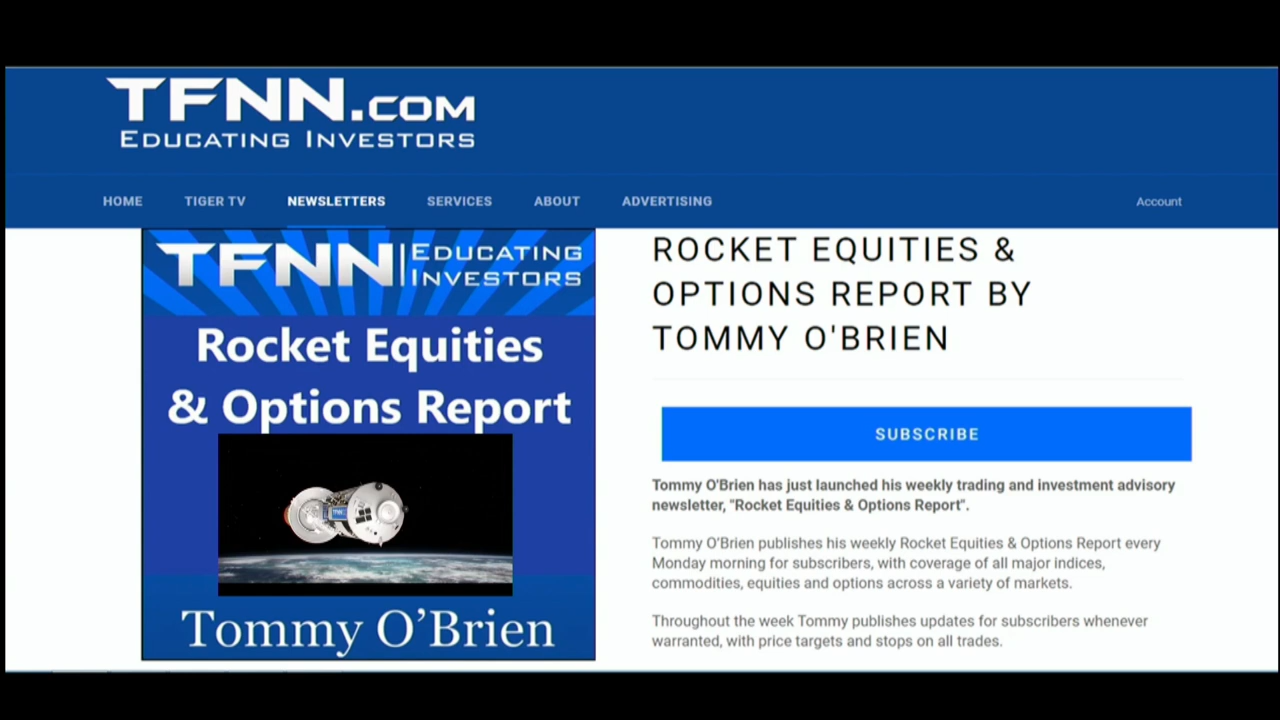 TFNN.COM
EDUCATING INVESTORS
HOME TIGER TV NEWSLETTERS SERVICES ABOUT ADVERTISING Account
TFNN EDUCATING
INVESTORS
Rocket Equities
& Options Report
TFNN
Tommy O’Brien
ROCKET EQUITIES &
OPTIONS REPORT BY
TOMMY O'BRIEN
SUBSCRIBE
Tommy O'Brien has just launched his weekly trading and investment advisory
newsletter, "Rocket Equities & Options Report".
Tommy O’Brien publishes his weekly Rocket Equities & Options Report every
Monday morning for subscribers, with coverage of all major indices,
commodities, equities and options across a variety of markets.
Throughout the week Tommy publishes updates for subscribers whenever
warranted, with price targets and stops on all trades.